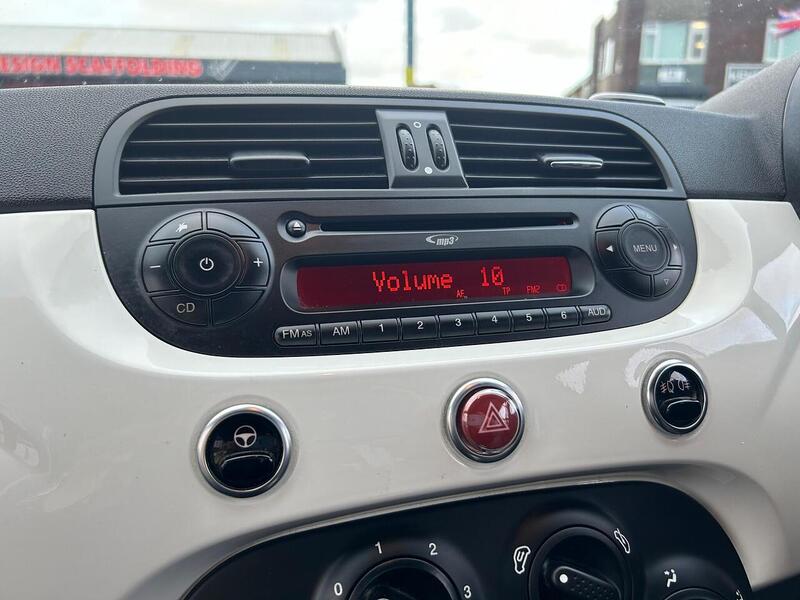 DESIGN SCAFFOLDING
mp3
MENU
CD
Volume 10
AF TP FM2 CD
FM AS AM 1 2 3 4 5 6 AUD
0 1 2 3